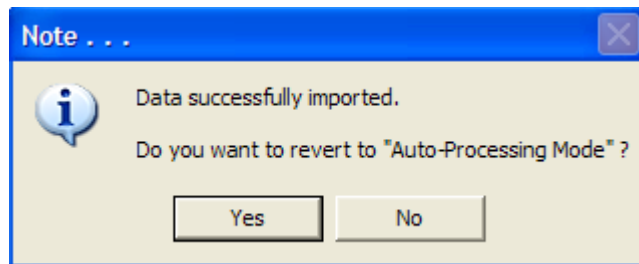 Note . . .
Data successfully imported.
Do you want to revert to "Auto-Processing Mode" ?
Yes No